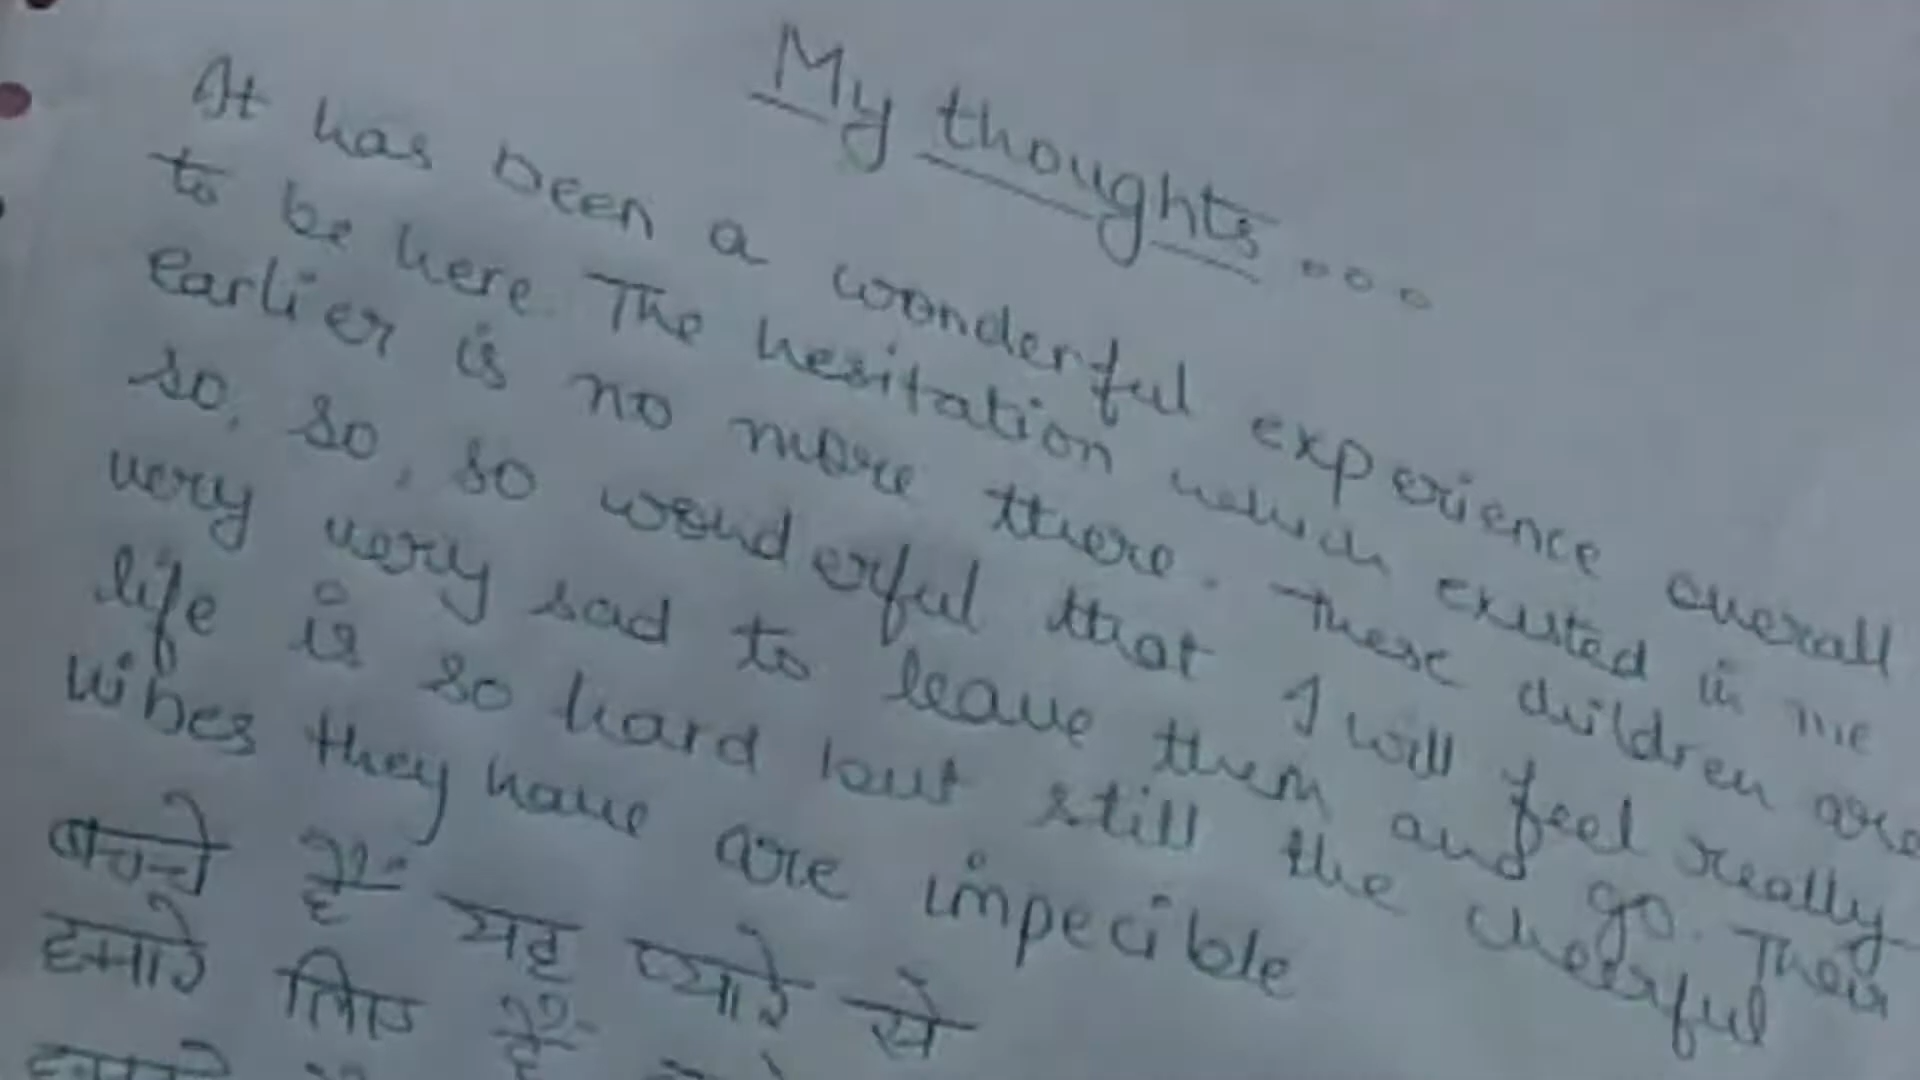 My thoughts...
It has been a wonderful experience overall
to be here. The hesitation which existed in me
earlier is no more there. These children are
so, so, so wonderful that I will feel really
very very sad to leave them and go. Their
life is so hard but still the cheerful
vibes they have are impecible
बच्चे हैं यह प्यारे से
हमारे लिए हैं